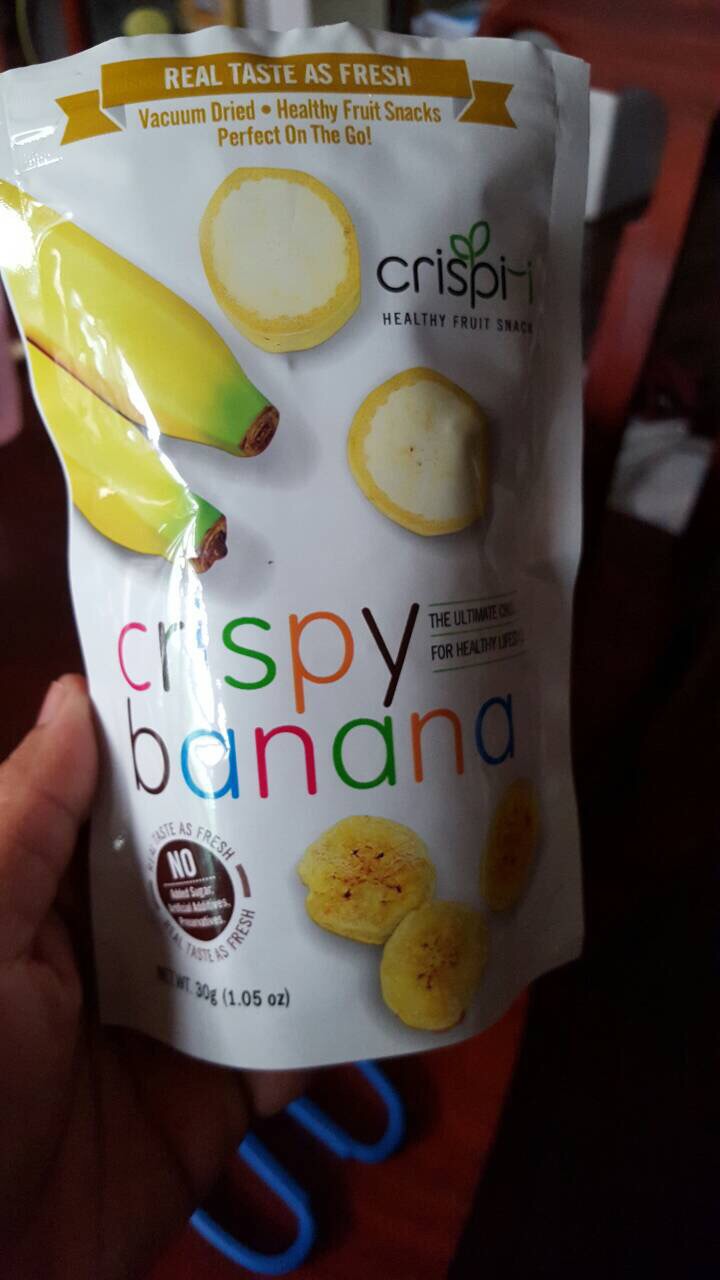 REAL TASTE AS FRESH
Vacuum Dried • Healthy Fruit Snacks
Perfect On The Go!
crispi-i
HEALTHY FRUIT SNACK
THE ULTIMATE
FOR HEALTHY
crispy
banana
REAL TASTE AS FRESH
NO
Added Sugar,
Artificial Additives,
Preservatives.
REAL TASTE AS FRESH
NET WT. 30g (1.05 oz)